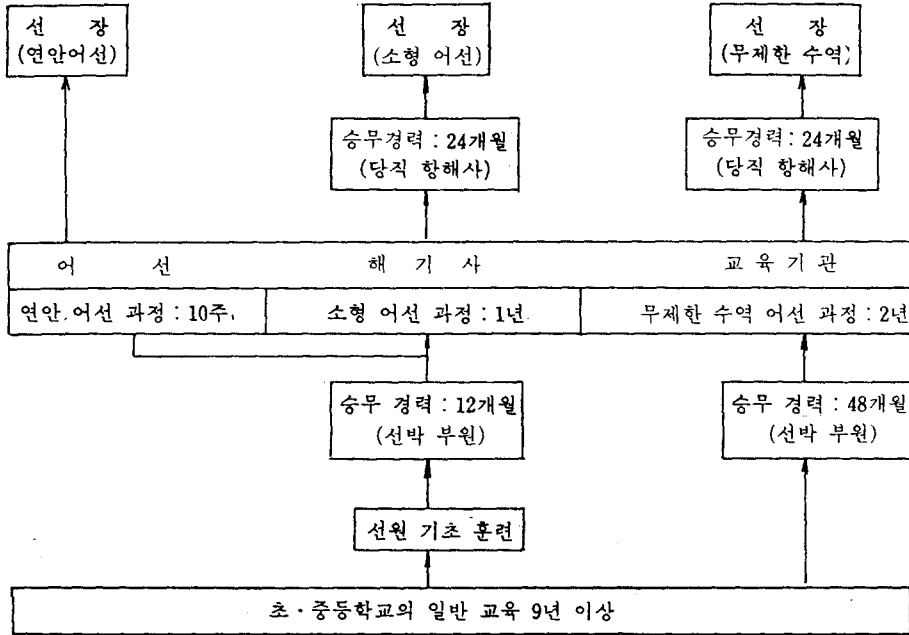 선 장
(연안어선)
선 장
(소형 어선)
선 장
(무제한 수역)
승무경력 : 24개월
(당직 항해사)
승무경력 : 24개월
(당직 항해사)
어 선 해 기 사 교 육 기 관
연안 어선 과정 : 10주
소형 어선 과정 : 1년
무제한 수역 어선 과정 : 2년
승무 경력 : 12개월
(선박 부원)
승무 경력 : 48개월
(선박 부원)
선원 기초 훈련
초·중등학교의 일반 교육 9년 이상